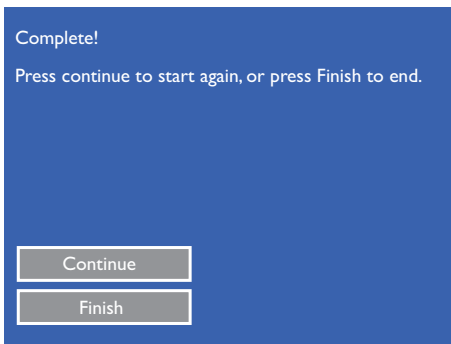 Complete!
Press continue to start again, or press Finish to end.
Continue
Finish